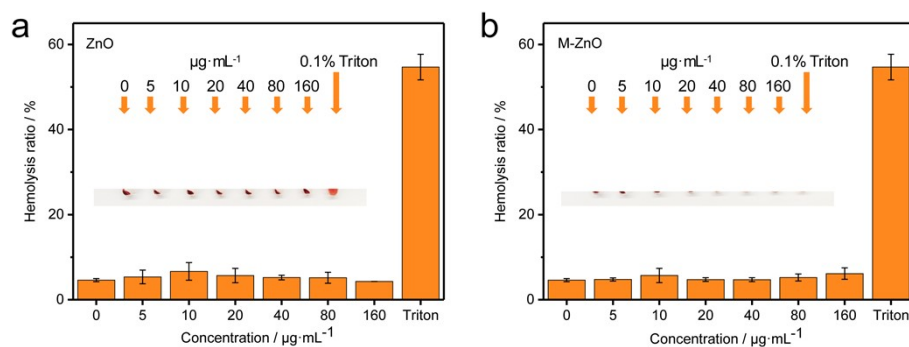 a
ZnO
60
40
20
0
Hemolysis ratio / %
µg·mL⁻¹
0.1% Triton
0 5 10 20 40 80 160
0 5 10 20 40 80 160 Triton
Concentration / µg·mL⁻¹
b
M-ZnO
60
40
20
0
Hemolysis ratio / %
µg·mL⁻¹
0.1% Triton
0 5 10 20 40 80 160
0 5 10 20 40 80 160 Triton
Concentration / µg·mL⁻¹